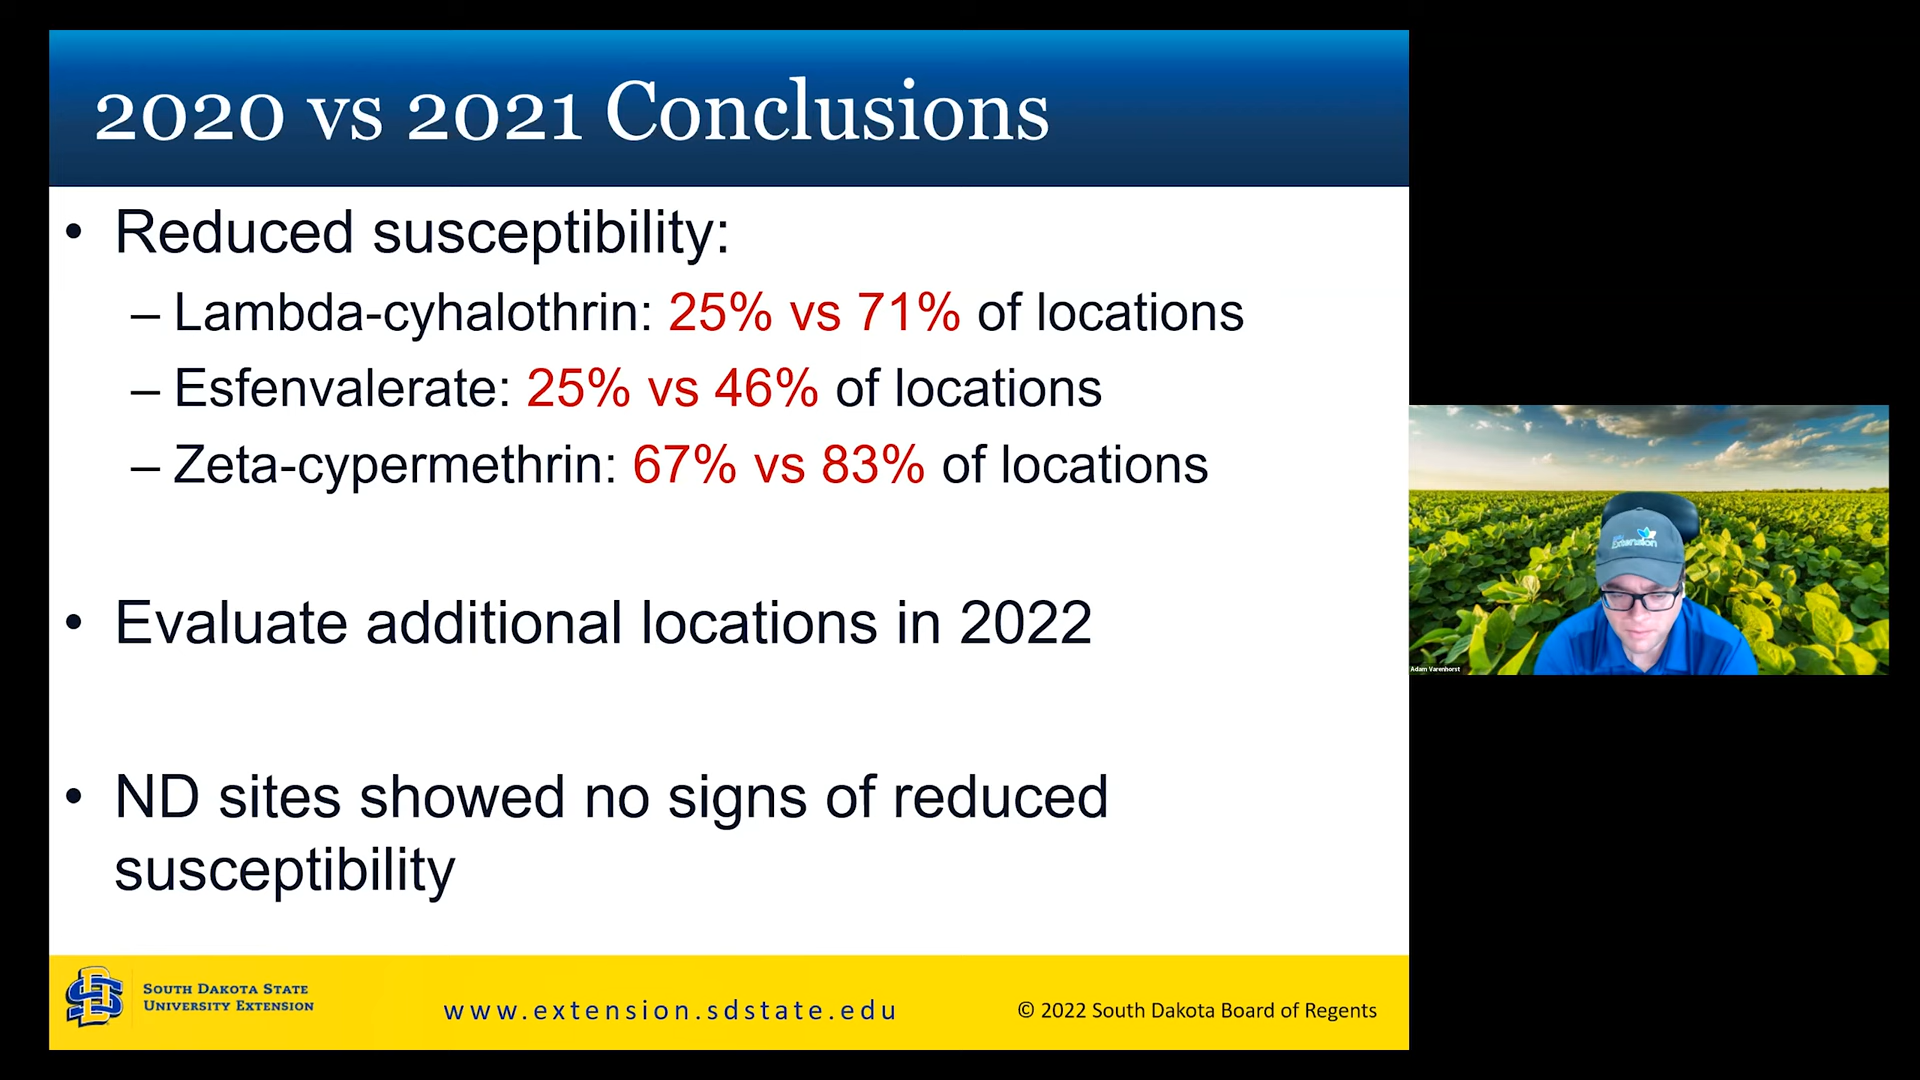 2020 vs 2021 Conclusions
• Reduced susceptibility:
– Lambda-cyhalothrin: 25% vs 71% of locations
– Esfenvalerate: 25% vs 46% of locations
– Zeta-cypermethrin: 67% vs 83% of locations
• Evaluate additional locations in 2022
• ND sites showed no signs of reduced
susceptibility
Extension
Adam Varenhorst
SOUTH DAKOTA STATE
UNIVERSITY EXTENSION
www.extension.sdstate.edu
© 2022 South Dakota Board of Regents